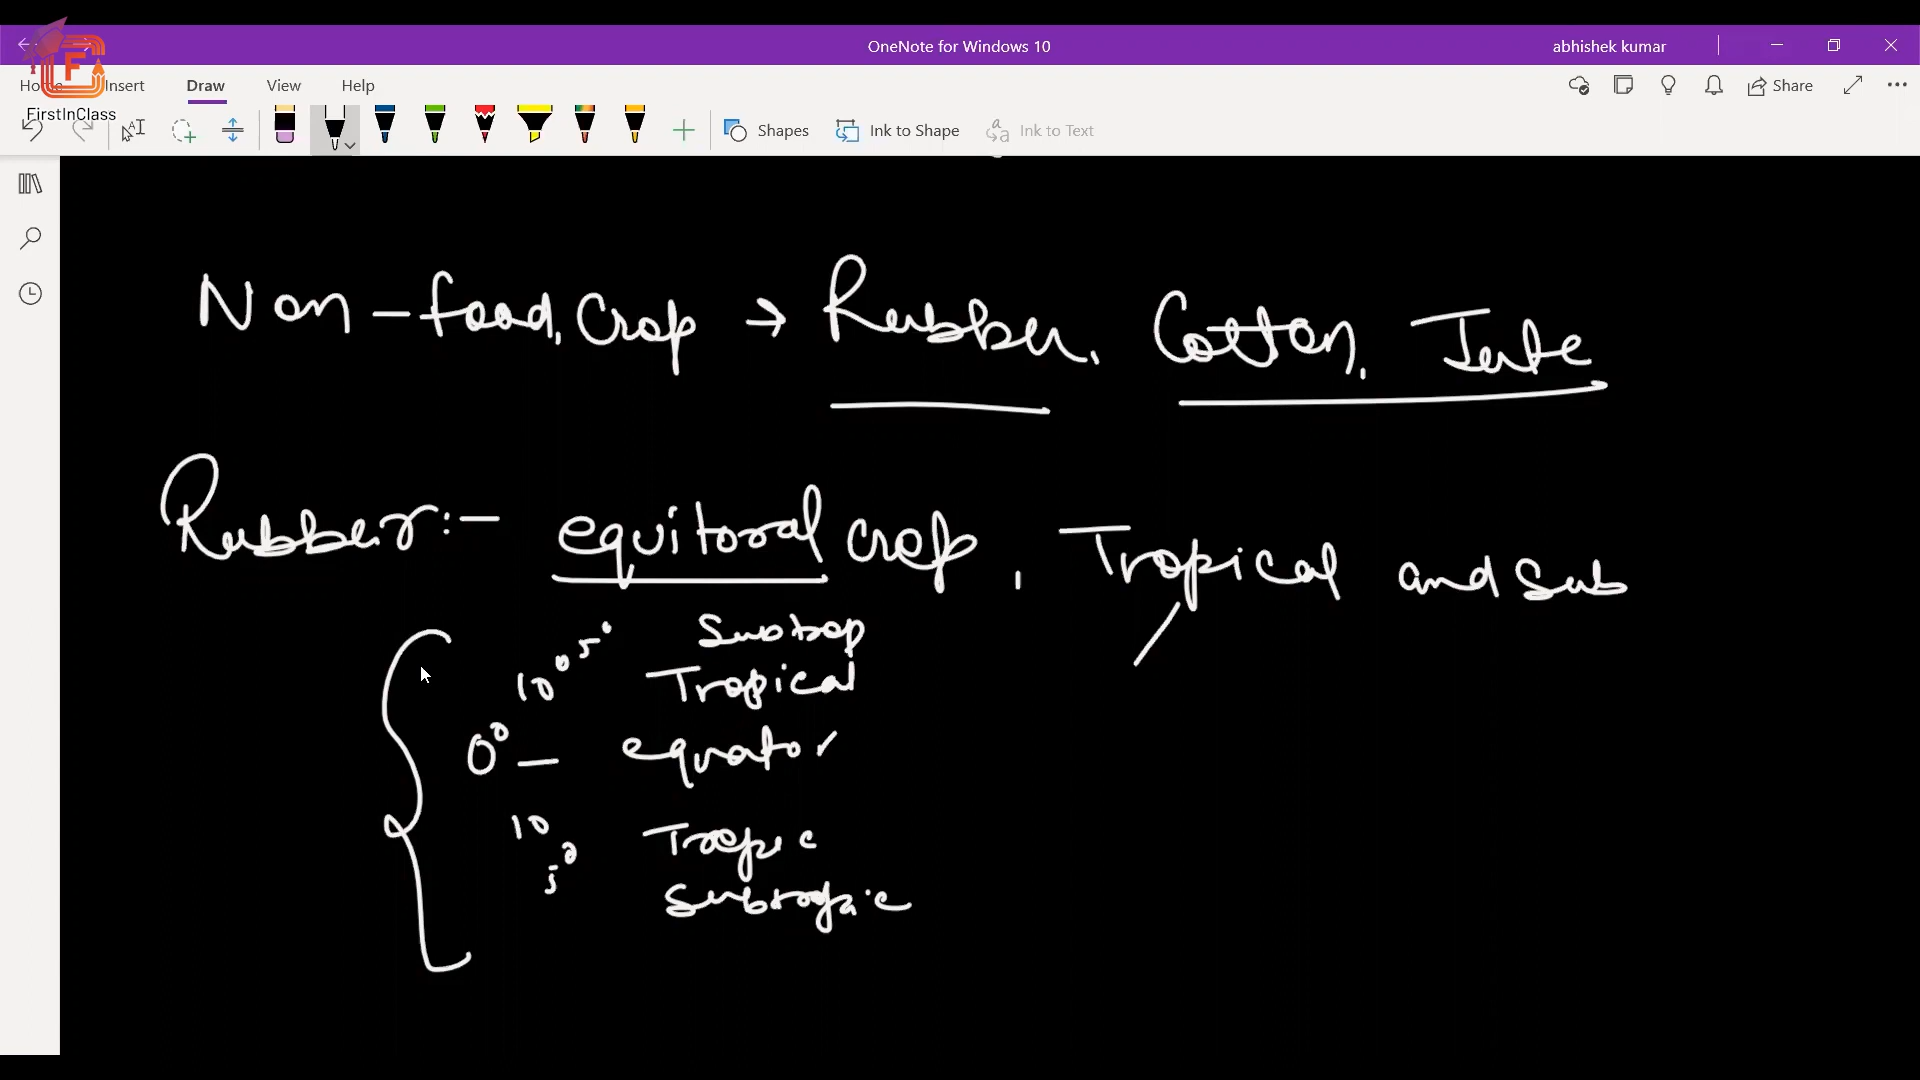 OneNote for Windows 10
abhishek kumar
Home Insert Draw View Help
Share
FirstInClass
Shapes Ink to Shape Ink to Text
Non-food Crop → Rubber, Cotton, Jute
Rubber:- equitoral crop, Tropical and Sub
Subtrop
10° 5° Tropical
0° — equator
10 Tropic
5°
Subtropic